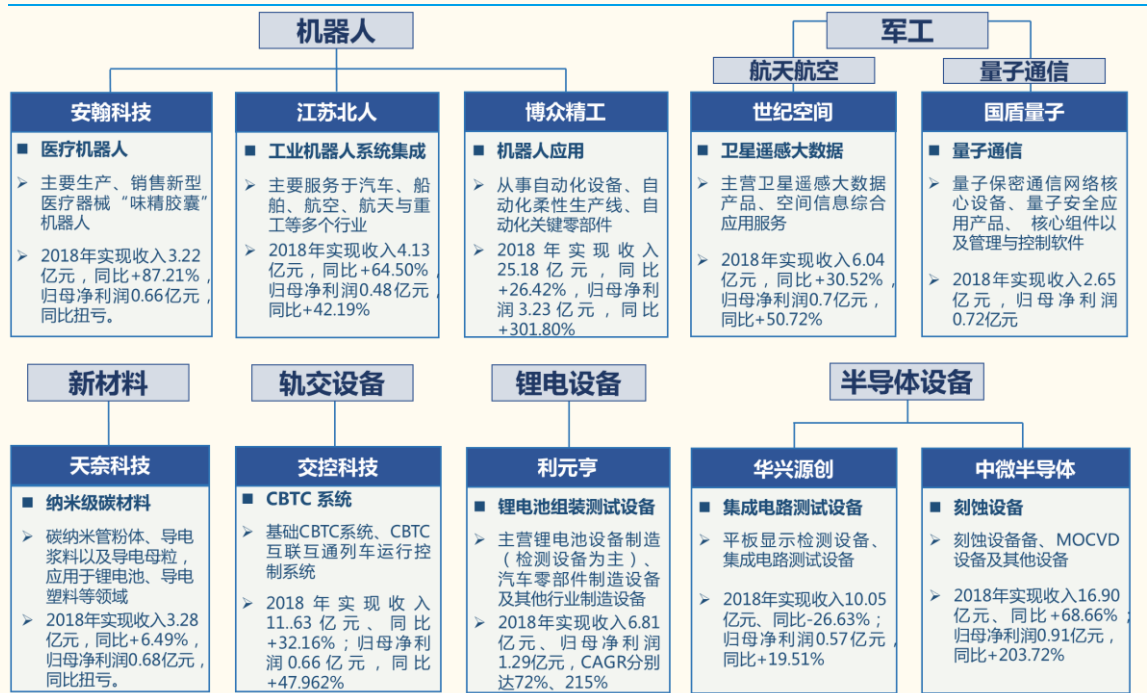 机器人
军工
航天航空
量子通信
安翰科技
■ 医疗机器人
➢ 主要生产、销售新型
医疗器械“味精胶囊”
机器人
➢ 2018年实现收入3.22
亿元，同比+87.21%，
归母净利润0.66亿元，
同比扭亏。
江苏北人
■ 工业机器人系统集成
➢ 主要服务于汽车、船
舶、航空、航天与重
工等多个行业
➢ 2018年实现收入4.13
亿元，同比+64.50%，
归母净利润0.48亿元，
同比+42.19%
博众精工
■ 机器人应用
➢ 从事自动化设备、自
动化柔性生产线、自
动化关键零部件
➢ 2018年实现收入
25.18亿元，同比
+26.42%，归母净利
润3.23亿元，同比
+301.80%
世纪空间
■ 卫星遥感大数据
➢ 主营卫星遥感大数据
产品、空间信息综合
应用服务
➢ 2018年实现收入6.04
亿元，同比+30.52%，
归母净利润0.7亿元，
同比+50.72%
国盾量子
■ 量子通信
➢ 量子保密通信网络核
心设备、量子安全应
用产品、 核心组件以
及管理与控制软件
➢ 2018年实现收入2.65
亿元，归母净利润
0.72亿元
新材料
轨交设备
锂电设备
半导体设备
天奈科技
■ 纳米级碳材料
➢ 碳纳米管粉体、导电
浆料以及导电母粒，
应用于锂电池、导电
塑料等领域
➢ 2018年实现收入3.28
亿元，同比+6.49%，
归母净利润0.68亿元，
同比扭亏。
交控科技
■ CBTC 系统
➢ 基础CBTC系统、CBTC
互联互通列车运行控
制系统
➢ 2018年实现收入
11..63亿元、同比
+32.16%；归母净利
润0.66亿元，同比
+47.962%
利元亨
■ 锂电池组装测试设备
➢ 主营锂电池设备制造
（检测设备为主）、
汽车零部件制造设备
及其他行业制造设备
➢ 2018年实现收入6.81
亿元、归母净利润
1.29亿元，CAGR分别
达72%、215%
华兴源创
■ 集成电路测试设备
➢ 平板显示检测设备、
集成电路测试设备
➢ 2018年实现收入10.05
亿元、同比-26.63%；
归母净利润0.57亿元，
同比+19.51%
中微半导体
■ 刻蚀设备
➢ 刻蚀设备备、MOCVD
设备及其他设备
➢ 2018年实现收入16.90
亿元、同比+68.66%；
归母净利润0.91亿元，
同比+203.72%